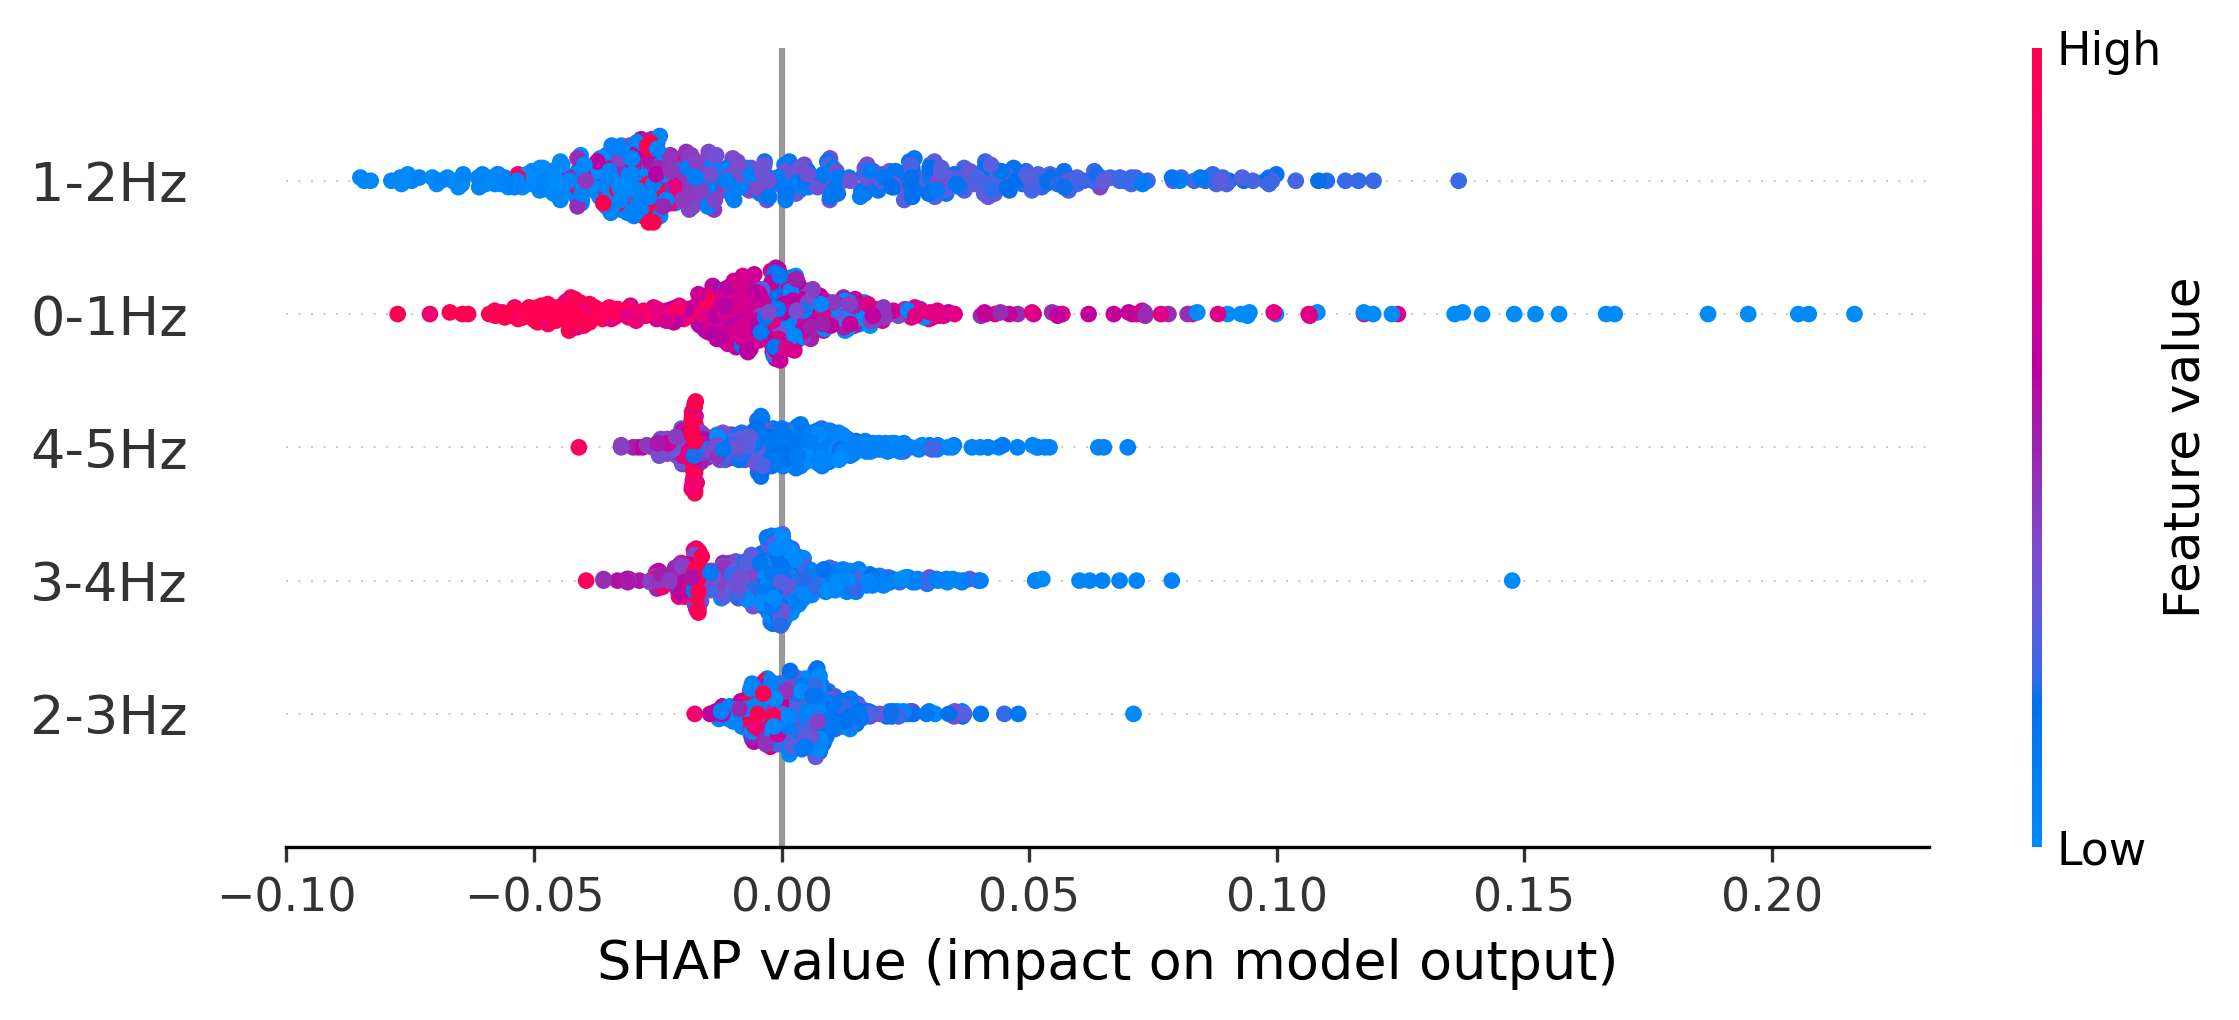 High
1-2Hz
0-1Hz
4-5Hz
3-4Hz
2-3Hz
Feature value
Low
−0.10 −0.05 0.00 0.05 0.10 0.15 0.20
SHAP value (impact on model output)